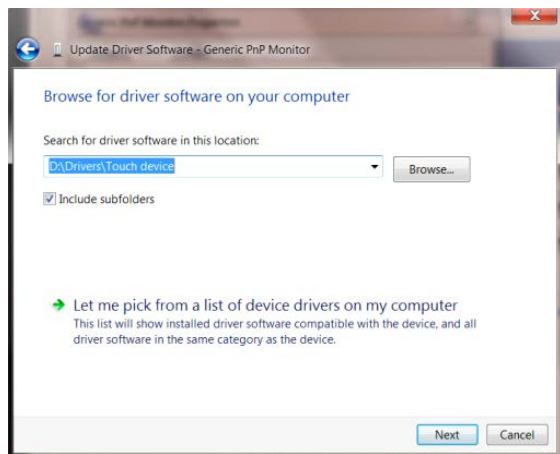 Update Driver Software - Generic PnP Monitor
Browse for driver software on your computer
Search for driver software in this location:
D:\Drivers\Touch device
Browse...
Include subfolders
Let me pick from a list of device drivers on my computer
This list will show installed driver software compatible with the device, and all
driver software in the same category as the device.
Next
Cancel